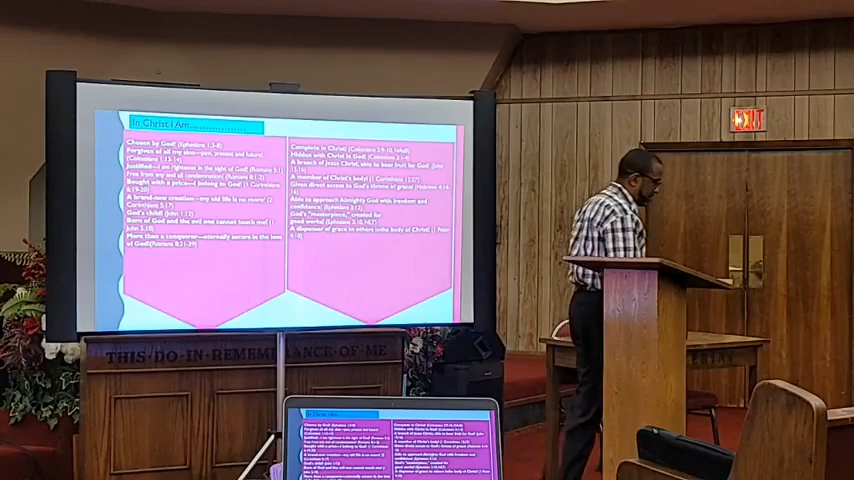 In Christ I Am......................
Chosen by God! (Ephesians 1:3-8)
Forgiven of all my sins—past, present and future!
(Colossians 1:13-14)
Justified—I am righteous in the sight of God! (Romans 5:1)
Free from any and all condemnation! (Romans 8:1-2)
Bought with a price—I belong to God! (1 Corinthians
6:19-20)
A brand-new creation—my old life is no more! (2
Corinthians 5:17)
God's child! (John 1:12)
Born of God and the evil one cannot touch me! (1
John 5:18)
More than a conqueror—eternally secure in the love
of God!(Romans 8:31-39)
Complete in Christ! (Colossians 2:9-10, NASB)
Hidden with Christ in God! (Colossians 3:1-4)
A branch of Jesus Christ, able to bear fruit for God! (John
15:16)
A member of Christ's body! (1 Corinthians 12:27)
Given direct access to God's throne of grace! (Hebrews 4:14-
16)
Able to approach Almighty God with freedom and
confidence! (Ephesians 3:12)
God's "masterpiece," created for
good works! (Ephesians 2:10, NLT)
A dispenser of grace to others in the body of Christ! (1 Peter
4:10)
EXIT
THIS DO IN REMEMBRANCE OF ME
In Christ I Am